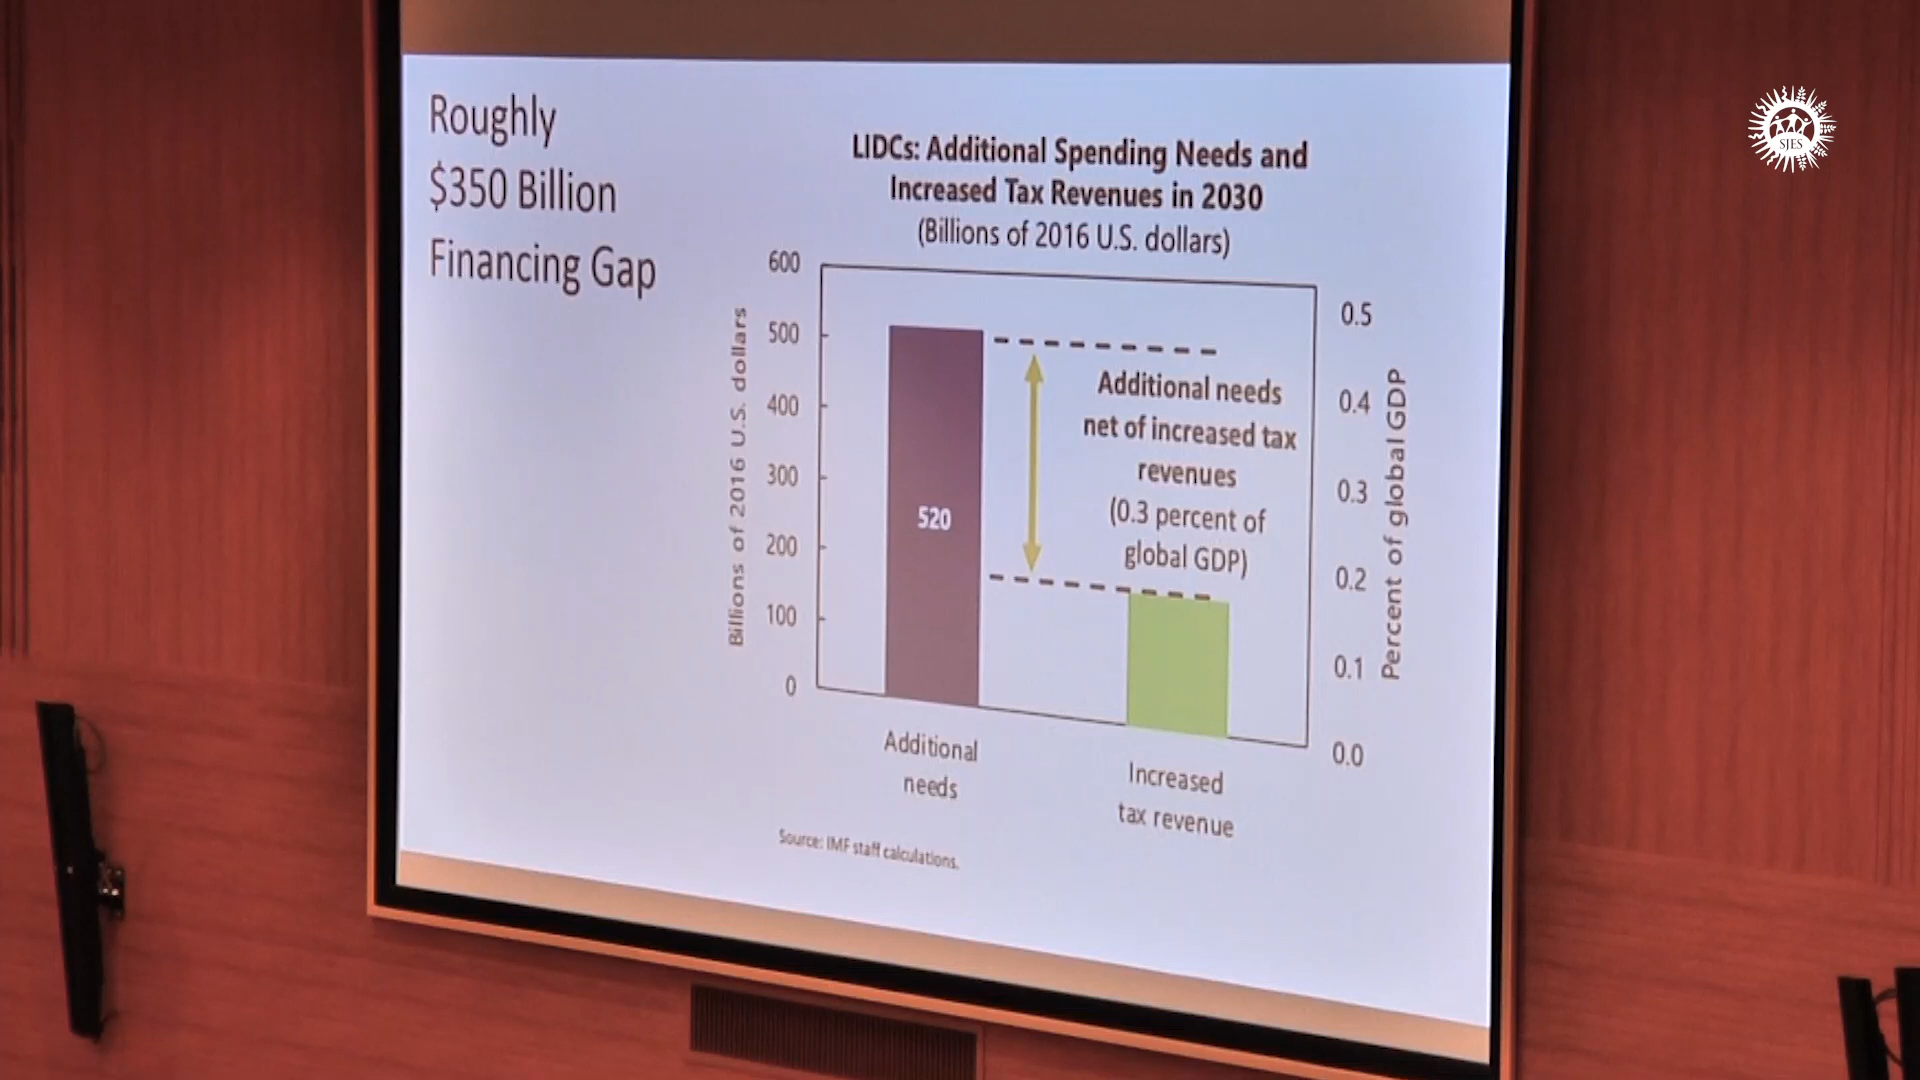 Roughly
$350 Billion
Financing Gap
LIDCs: Additional Spending Needs and
Increased Tax Revenues in 2030
(Billions of 2016 U.S. dollars)
Billions of 2016 U.S. dollars
600
500
400
300
200
100
0
520
Additional needs
net of increased tax
revenues
(0.3 percent of
global GDP)
0.5
0.4
0.3
0.2
0.1
0.0
Percent of global GDP
Additional
needs
Increased
tax revenue
Source: IMF staff calculations.
SJES